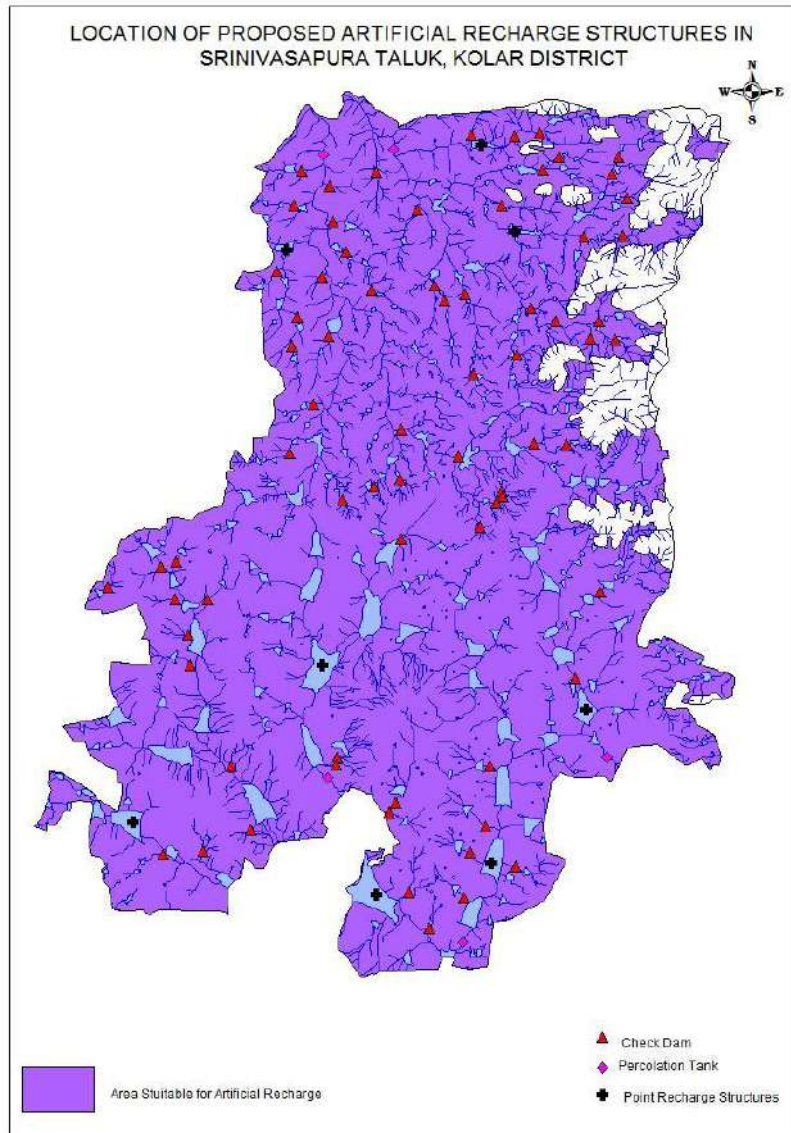 LOCATION OF PROPOSED ARTIFICIAL RECHARGE STRUCTURES IN
SRINIVASAPURA TALUK, KOLAR DISTRICT
N
W E
S
Check Dam
Percolation Tank
Area Stuitable for Artificial Recharge
Point Recharge Structures